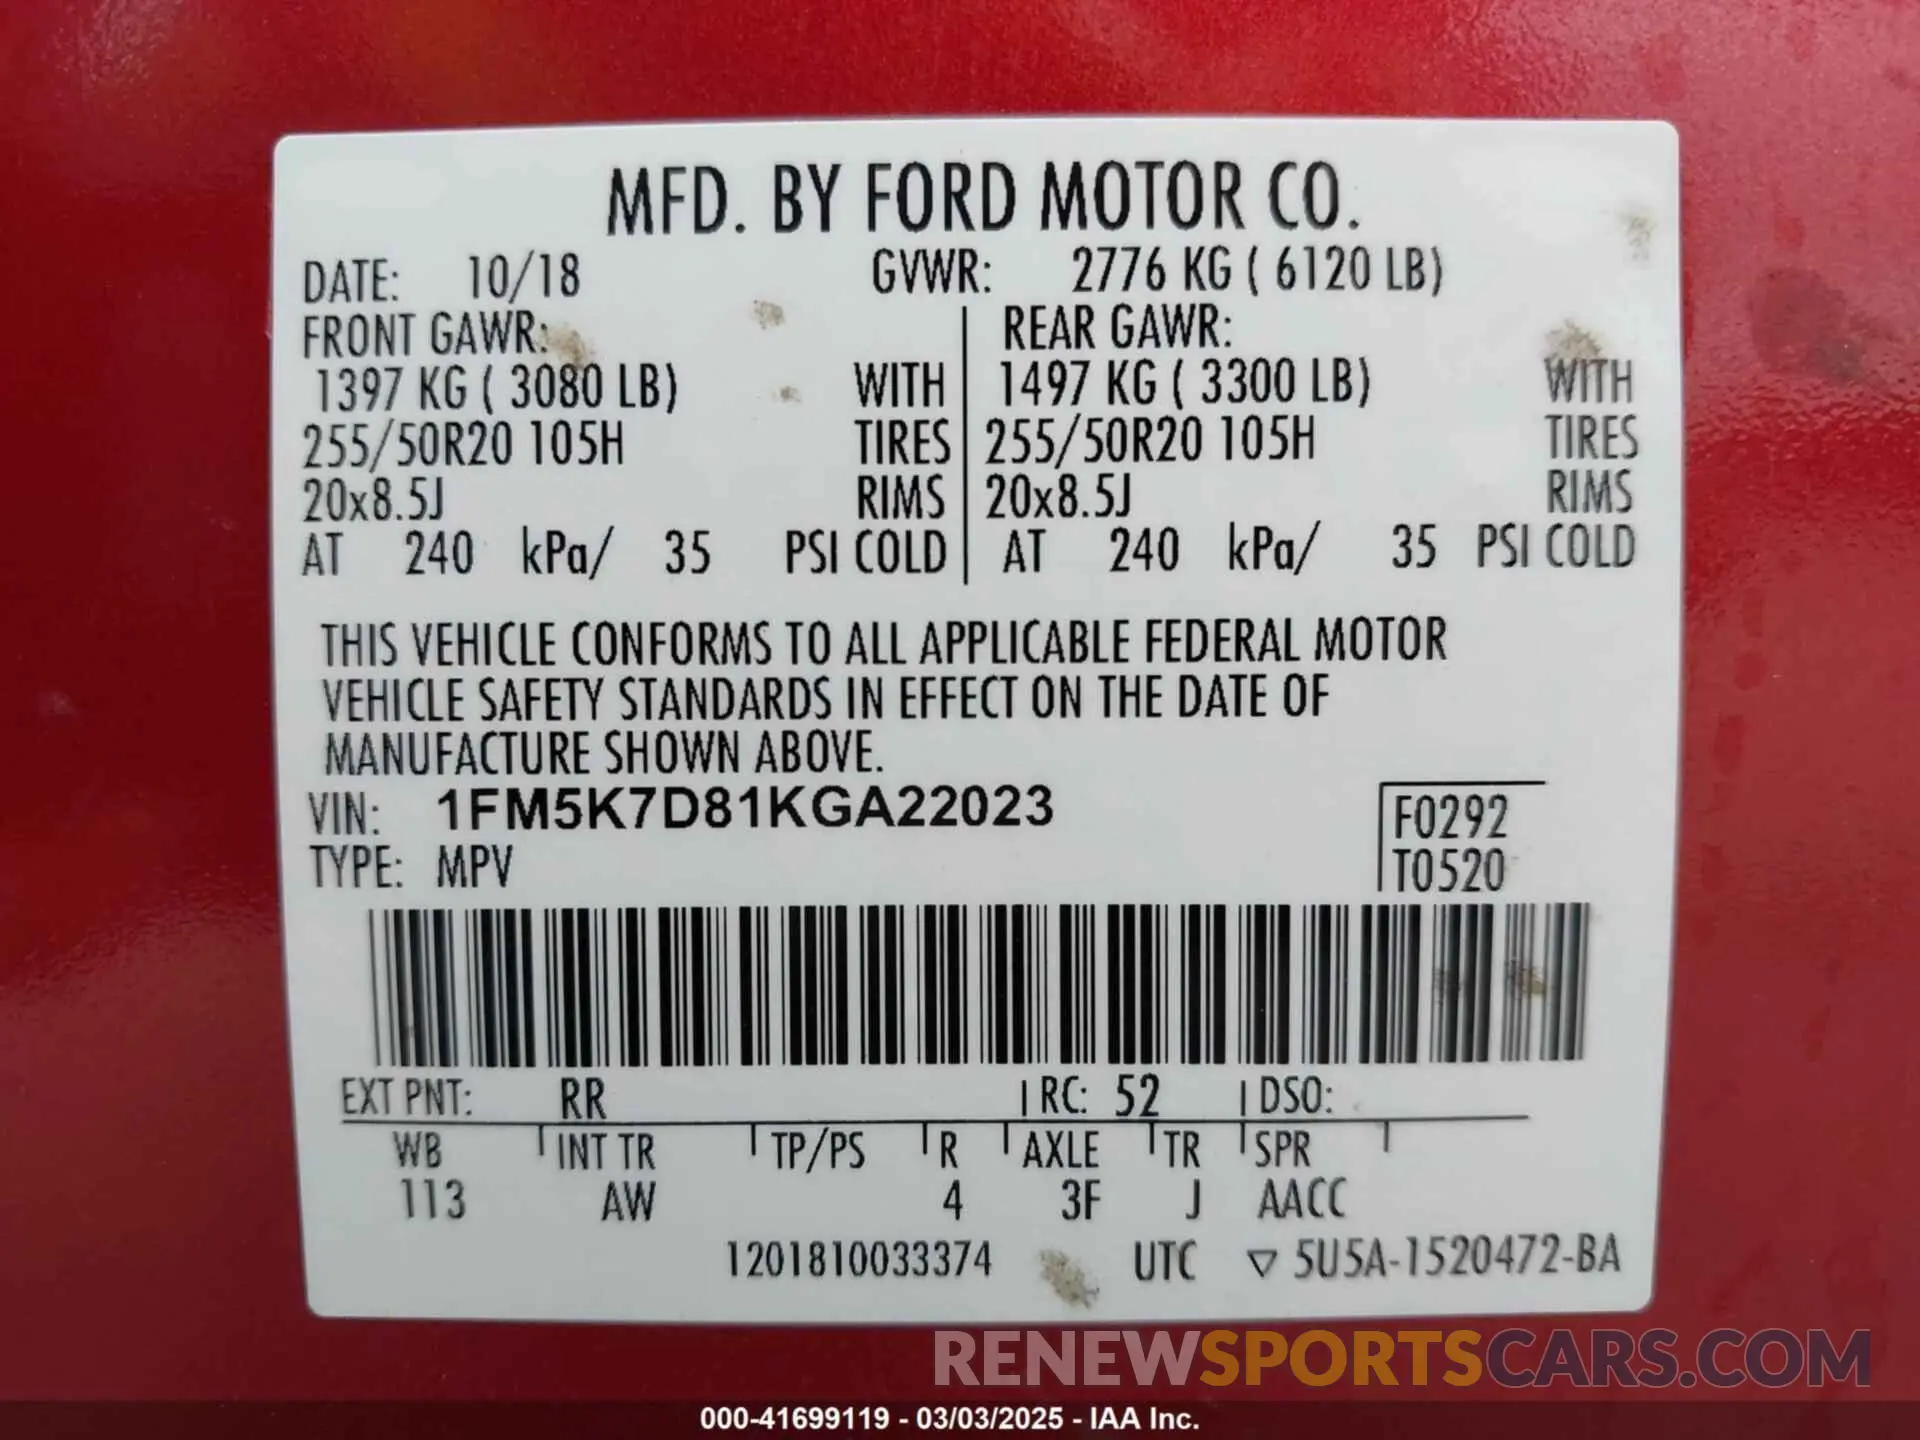 MFD. BY FORD MOTOR CO.
DATE: 10/18 GVWR: 2776 KG ( 6120 LB)
FRONT GAWR: REAR GAWR:
1397 KG ( 3080 LB) WITH 1497 KG ( 3300 LB) WITH
255/50R20 105H TIRES 255/50R20 105H TIRES
20x8.5J RIMS 20x8.5J RIMS
AT 240 kPa/ 35 PSI COLD AT 240 kPa/ 35 PSI COLD
THIS VEHICLE CONFORMS TO ALL APPLICABLE FEDERAL MOTOR
VEHICLE SAFETY STANDARDS IN EFFECT ON THE DATE OF
MANUFACTURE SHOWN ABOVE.
VIN: 1FM5K7D81KGA22023 F0292
TYPE: MPV T0520
EXT PNT: RR RC: 52 DSO:
WB INT TR TP/PS R AXLE TR SPR
113 AW 4 3F J AACC
1201810033374 UTC ▽ 5U5A-1520472-BA
RENEWSPORTSCARS.COM
000-41699119 - 03/03/2025 - IAA Inc.